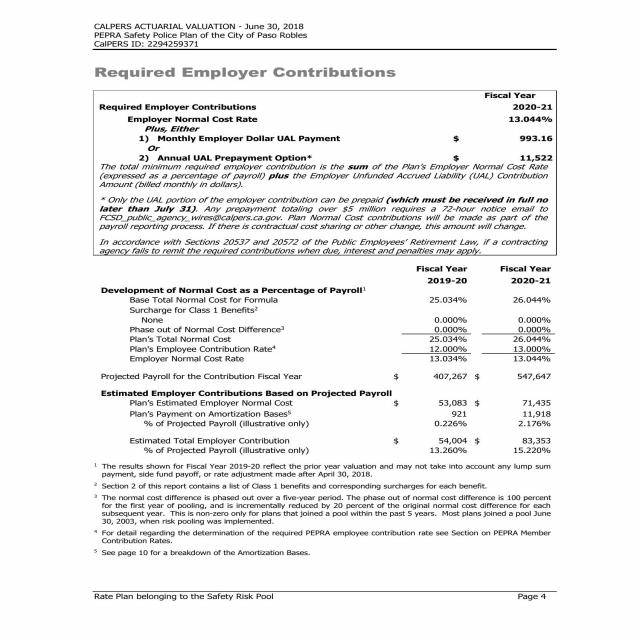 CALPERS ACTUARIAL VALUATION - June 30, 2018
PEPRA Safety Police Plan of the City of Paso Robles
CalPERS ID: 2294259371
Required Employer Contributions
Fiscal Year
Required Employer Contributions 2020-21
Employer Normal Cost Rate 13.044%
Plus, Either
1) Monthly Employer Dollar UAL Payment $ 993.16
Or
2) Annual UAL Prepayment Option* $ 11,522
The total minimum required employer contribution is the sum of the Plan's Employer Normal Cost Rate
(expressed as a percentage of payroll) plus the Employer Unfunded Accrued Liability (UAL) Contribution
Amount (billed monthly in dollars).
* Only the UAL portion of the employer contribution can be prepaid (which must be received in full no
later than July 31). Any prepayment totaling over $5 million requires a 72-hour notice email to
FCSD_public_agency_wires@calpers.ca.gov. Plan Normal Cost contributions will be made as part of the
payroll reporting process. If there is contractual cost sharing or other change, this amount will change.
In accordance with Sections 20537 and 20572 of the Public Employees' Retirement Law, if a contracting
agency fails to remit the required contributions when due, interest and penalties may apply.
Fiscal Year Fiscal Year
2019-20 2020-21
Development of Normal Cost as a Percentage of Payroll1
Base Total Normal Cost for Formula 25.034% 26.044%
Surcharge for Class 1 Benefits2
None 0.000% 0.000%
Phase out of Normal Cost Difference3 0.000% 0.000%
Plan's Total Normal Cost 25.034% 26.044%
Plan's Employee Contribution Rate4 12.000% 13.000%
Employer Normal Cost Rate 13.034% 13.044%
Projected Payroll for the Contribution Fiscal Year $ 407,267 $ 547,647
Estimated Employer Contributions Based on Projected Payroll
Plan's Estimated Employer Normal Cost $ 53,083 $ 71,435
Plan's Payment on Amortization Bases5 921 11,918
% of Projected Payroll (illustrative only) 0.226% 2.176%
Estimated Total Employer Contribution $ 54,004 $ 83,353
% of Projected Payroll (illustrative only) 13.260% 15.220%
1 The results shown for Fiscal Year 2019-20 reflect the prior year valuation and may not take into account any lump sum
payment, side fund payoff, or rate adjustment made after April 30, 2018.
2 Section 2 of this report contains a list of Class 1 benefits and corresponding surcharges for each benefit.
3 The normal cost difference is phased out over a five-year period. The phase out of normal cost difference is 100 percent
for the first year of pooling, and is incrementally reduced by 20 percent of the original normal cost difference for each
subsequent year. This is non-zero only for plans that joined a pool within the past 5 years. Most plans joined a pool June
30, 2003, when risk pooling was implemented.
4 For detail regarding the determination of the required PEPRA employee contribution rate see Section on PEPRA Member
Contribution Rates.
5 See page 10 for a breakdown of the Amortization Bases.
Rate Plan belonging to the Safety Risk Pool Page 4